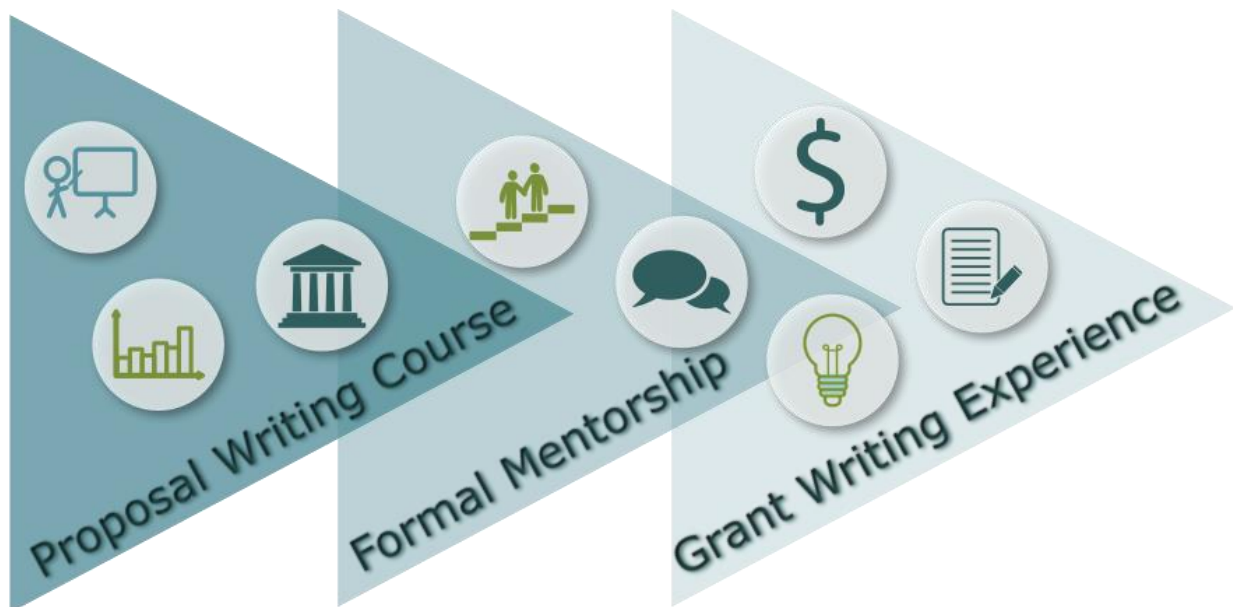 Proposal Writing Course
Formal Mentorship
Grant Writing Experience